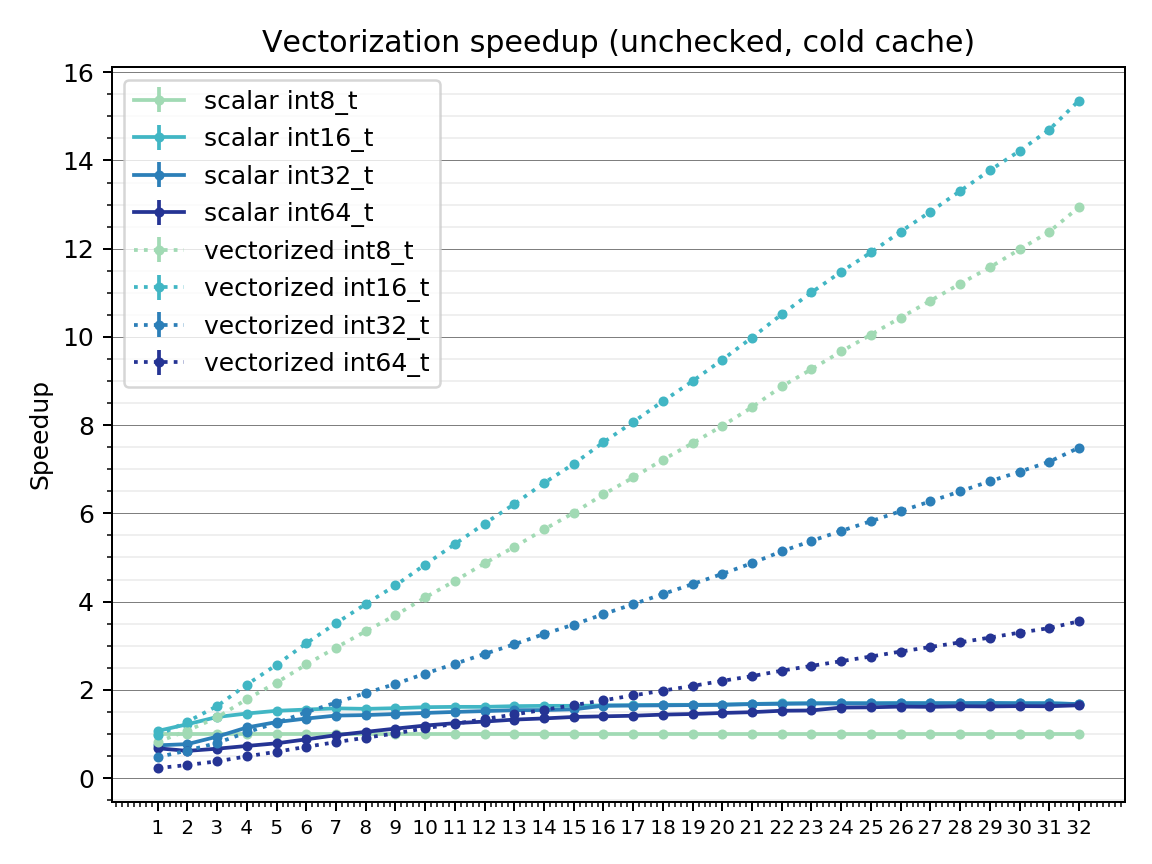 Vectorization speedup (unchecked, cold cache)
Speedup
16
14
12
10
8
6
4
2
0
scalar int8_t
scalar int16_t
scalar int32_t
scalar int64_t
vectorized int8_t
vectorized int16_t
vectorized int32_t
vectorized int64_t
1 2 3 4 5 6 7 8 9 10 11 12 13 14 15 16 17 18 19 20 21 22 23 24 25 26 27 28 29 30 31 32